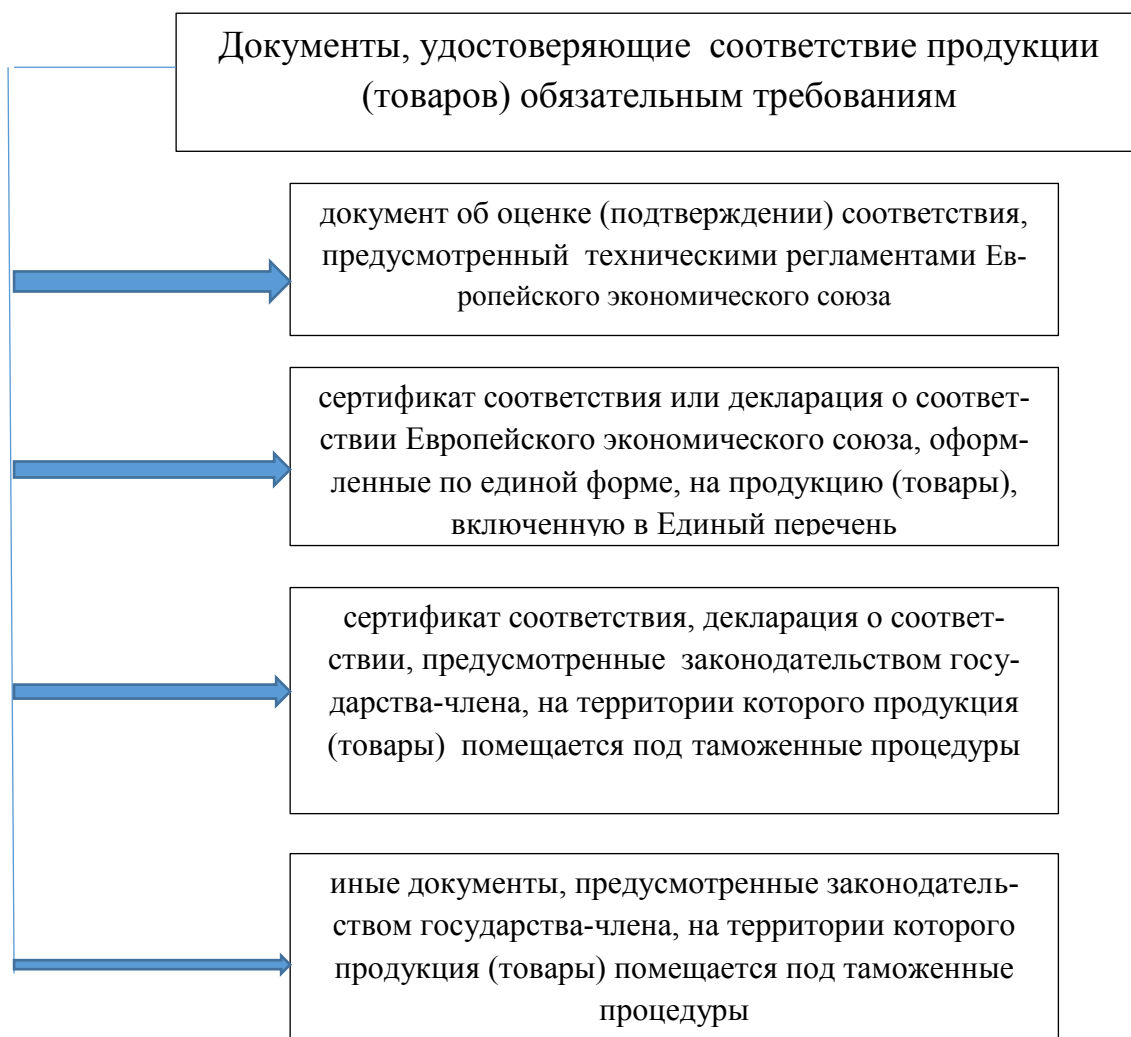 Документы, удостоверяющие соответствие продукции
(товаров) обязательным требованиям
документ об оценке (подтверждении) соответствия,
предусмотренный техническими регламентами Ев-
ропейского экономического союза
сертификат соответствия или декларация о соответ-
ствии Европейского экономического союза, оформ-
ленные по единой форме, на продукцию (товары),
включенную в Единый перечень
сертификат соответствия, декларация о соответ-
ствии, предусмотренные законодательством госу-
дарства-члена, на территории которого продукция
(товары) помещается под таможенные процедуры
иные документы, предусмотренные законодатель-
ством государства-члена, на территории которого
продукция (товары) помещается под таможенные
процедуры